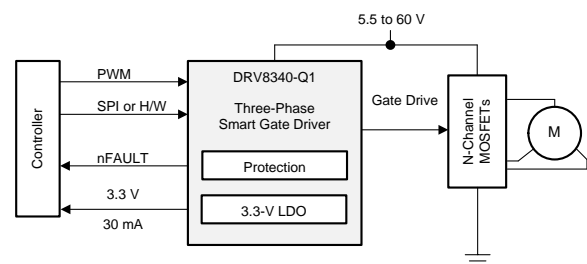 5.5 to 60 V
Controller
PWM
SPI or H/W
nFAULT
3.3 V
30 mA
DRV8340-Q1
Three-Phase
Smart Gate Driver
Protection
3.3-V LDO
Gate Drive
N-Channel
MOSFETs
M